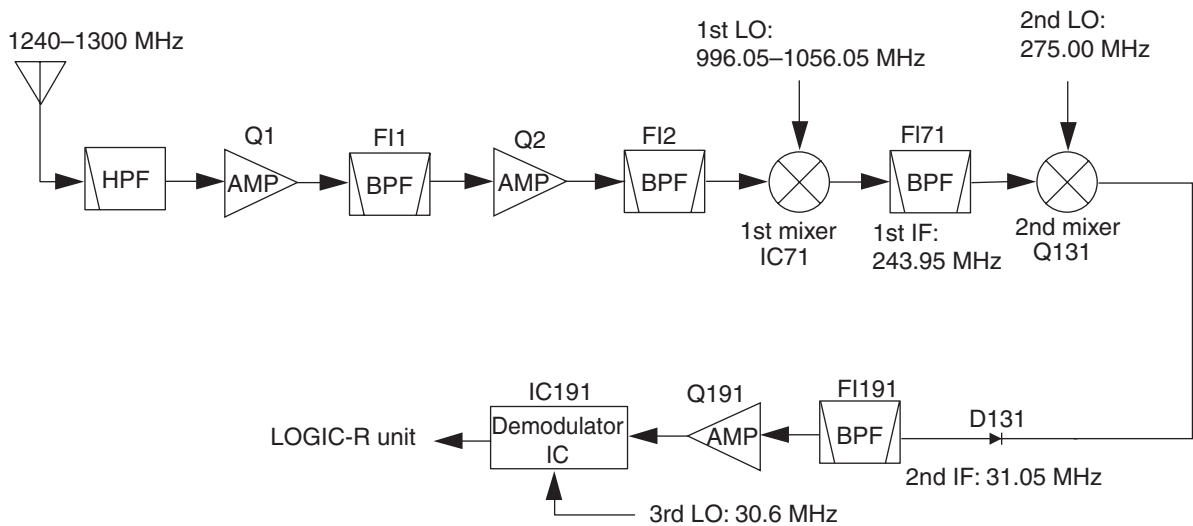 1240–1300 MHz
1st LO:
996.05–1056.05 MHz
2nd LO:
275.00 MHz
Q1
FI1
Q2
FI2
FI71
HPF
AMP
BPF
AMP
BPF
BPF
1st mixer
IC71
1st IF:
243.95 MHz
2nd mixer
Q131
IC191
Q191
FI191
D131
LOGIC-R unit
Demodulator
IC
AMP
BPF
2nd IF: 31.05 MHz
3rd LO: 30.6 MHz